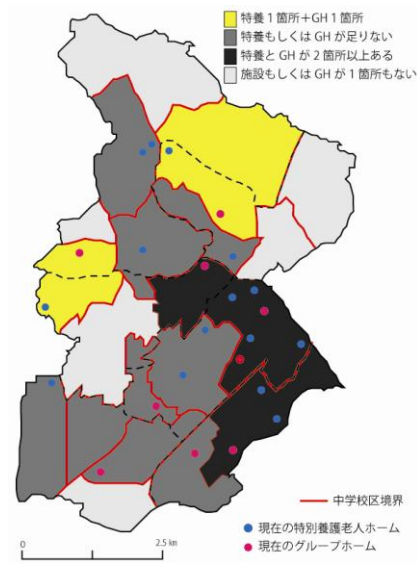 特養１箇所＋GH１箇所
特養もしくは GH が足りない
特養と GH が２箇所以上ある
施設もしくは GH が１箇所もない
中学校区境界
現在の特別養護老人ホーム
現在のグループホーム
0 2.5 ㎞